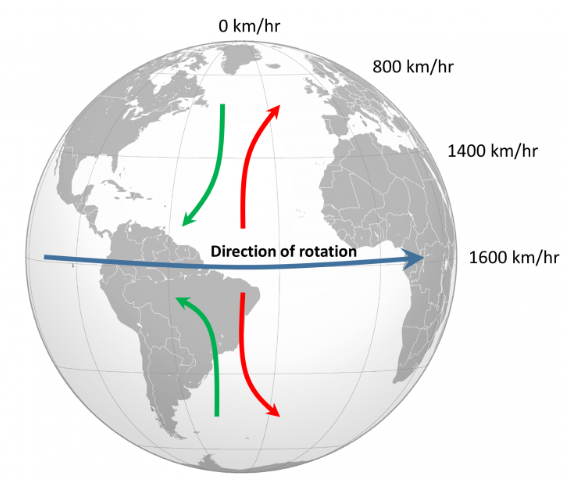 0 km/hr
800 km/hr
1400 km/hr
Direction of rotation
1600 km/hr